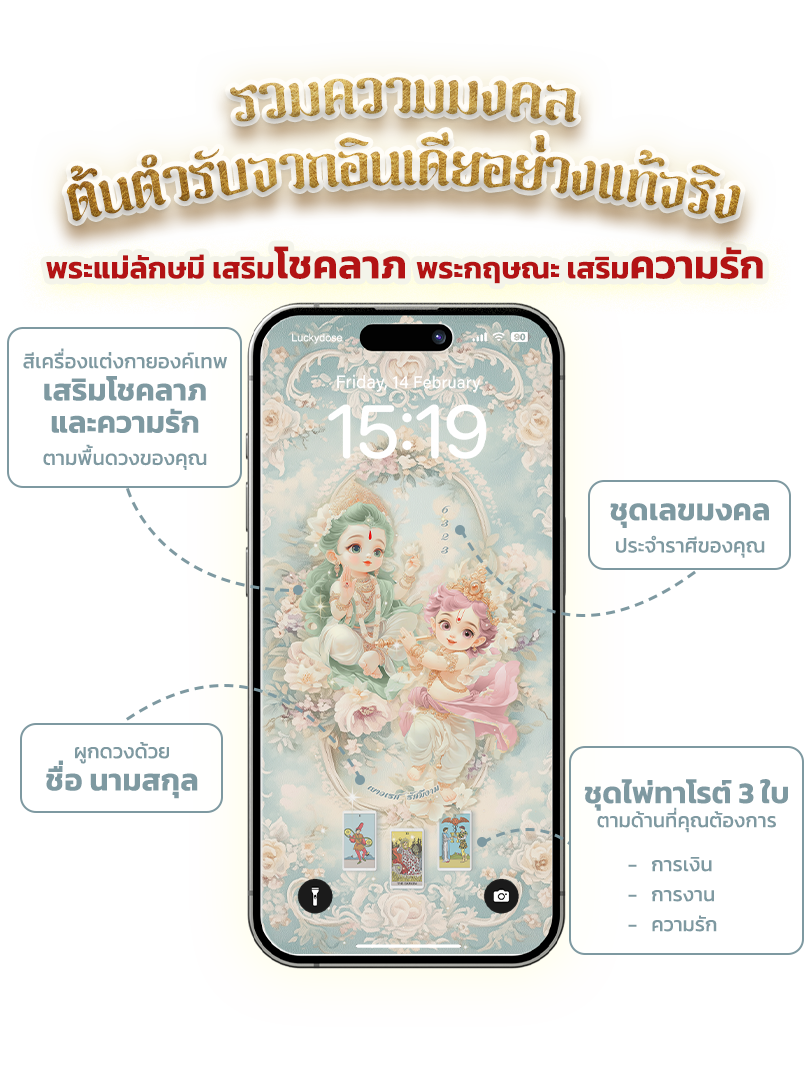 รวมความมงคล
ต้นตำรับจากอินเดียอย่างแท้จริง
พระแม่ลักษมี เสริมโชคลาภ พระกฤษณะ เสริมความรัก
สีเครื่องแต่งกายองค์เทพ
เสริมโชคลาภ
และความรัก
ตามพื้นดวงของคุณ
Luckydose
90
Friday, 14 February
15:19
6
3
2
3
ชุดเลขมงคล
ประจำราศีของคุณ
ผูกดวงด้วย
ชื่อ นามสกุล
ชุดไพ่ทาโรต์ 3 ใบ
ตามด้านที่คุณต้องการ
- การเงิน
- การงาน
- ความรัก